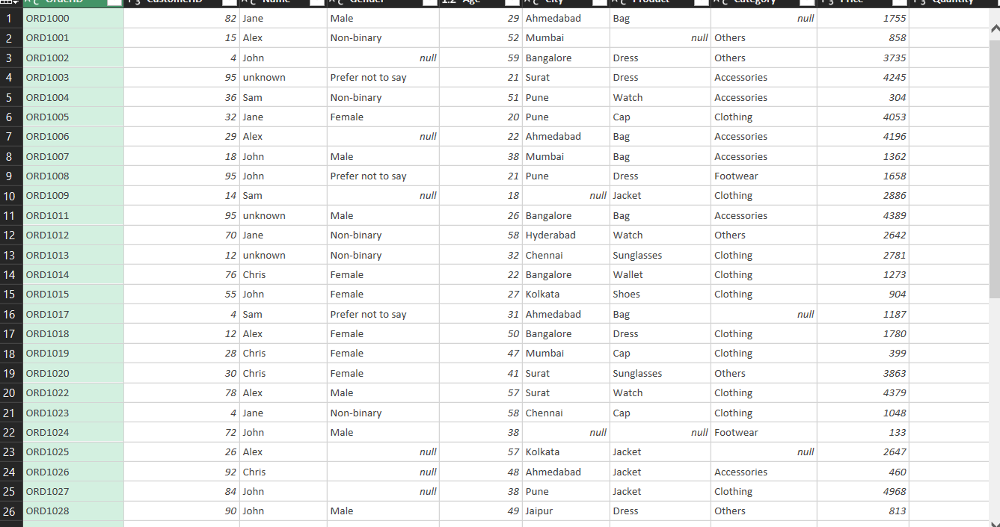 OrderID CustomerID Name Gender Age City Product Category Price Quantity
1 ORD1000 82 Jane Male 29 Ahmedabad Bag null 1755
2 ORD1001 15 Alex Non-binary 52 Mumbai null Others 858
3 ORD1002 4 John null 59 Bangalore Dress Others 3735
4 ORD1003 95 unknown Prefer not to say 21 Surat Dress Accessories 4245
5 ORD1004 36 Sam Non-binary 51 Pune Watch Accessories 304
6 ORD1005 32 Jane Female 20 Pune Cap Clothing 4053
7 ORD1006 29 Alex null 22 Ahmedabad Bag Accessories 4196
8 ORD1007 18 John Male 38 Mumbai Bag Accessories 1362
9 ORD1008 95 John Prefer not to say 21 Pune Dress Footwear 1658
10 ORD1009 14 Sam null 18 null Jacket Clothing 2886
11 ORD1011 95 unknown Male 26 Bangalore Bag Accessories 4389
12 ORD1012 70 Jane Non-binary 58 Hyderabad Watch Others 2642
13 ORD1013 12 unknown Non-binary 32 Chennai Sunglasses Clothing 2781
14 ORD1014 76 Chris Female 22 Bangalore Wallet Clothing 1273
15 ORD1015 55 John Female 27 Kolkata Shoes Clothing 904
16 ORD1017 4 Sam Prefer not to say 31 Ahmedabad Bag null 1187
17 ORD1018 12 Alex Female 50 Bangalore Dress Clothing 1780
18 ORD1019 28 Chris Female 47 Mumbai Cap Clothing 399
19 ORD1020 30 Chris Female 41 Surat Sunglasses Others 3863
20 ORD1022 78 Alex Male 57 Surat Watch Clothing 4379
21 ORD1023 4 Jane Non-binary 58 Chennai Cap Clothing 1048
22 ORD1024 72 John Male 38 null null Footwear 133
23 ORD1025 26 Alex null 57 Kolkata Jacket null 2647
24 ORD1026 92 Chris null 48 Ahmedabad Jacket Accessories 460
25 ORD1027 84 John null 38 Pune Jacket Clothing 4968
26 ORD1028 90 John Male 49 Jaipur Dress Others 813